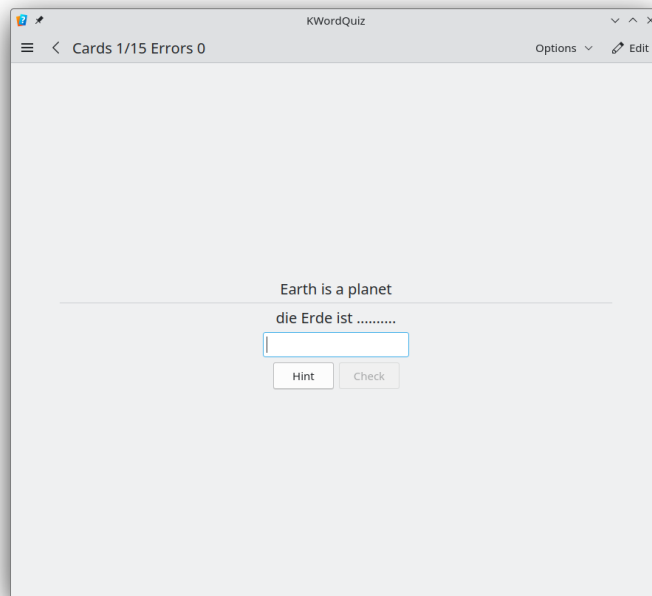 KWordQuiz
Cards 1/15 Errors 0
Options
Edit
Earth is a planet
die Erde ist ..........
Hint
Check